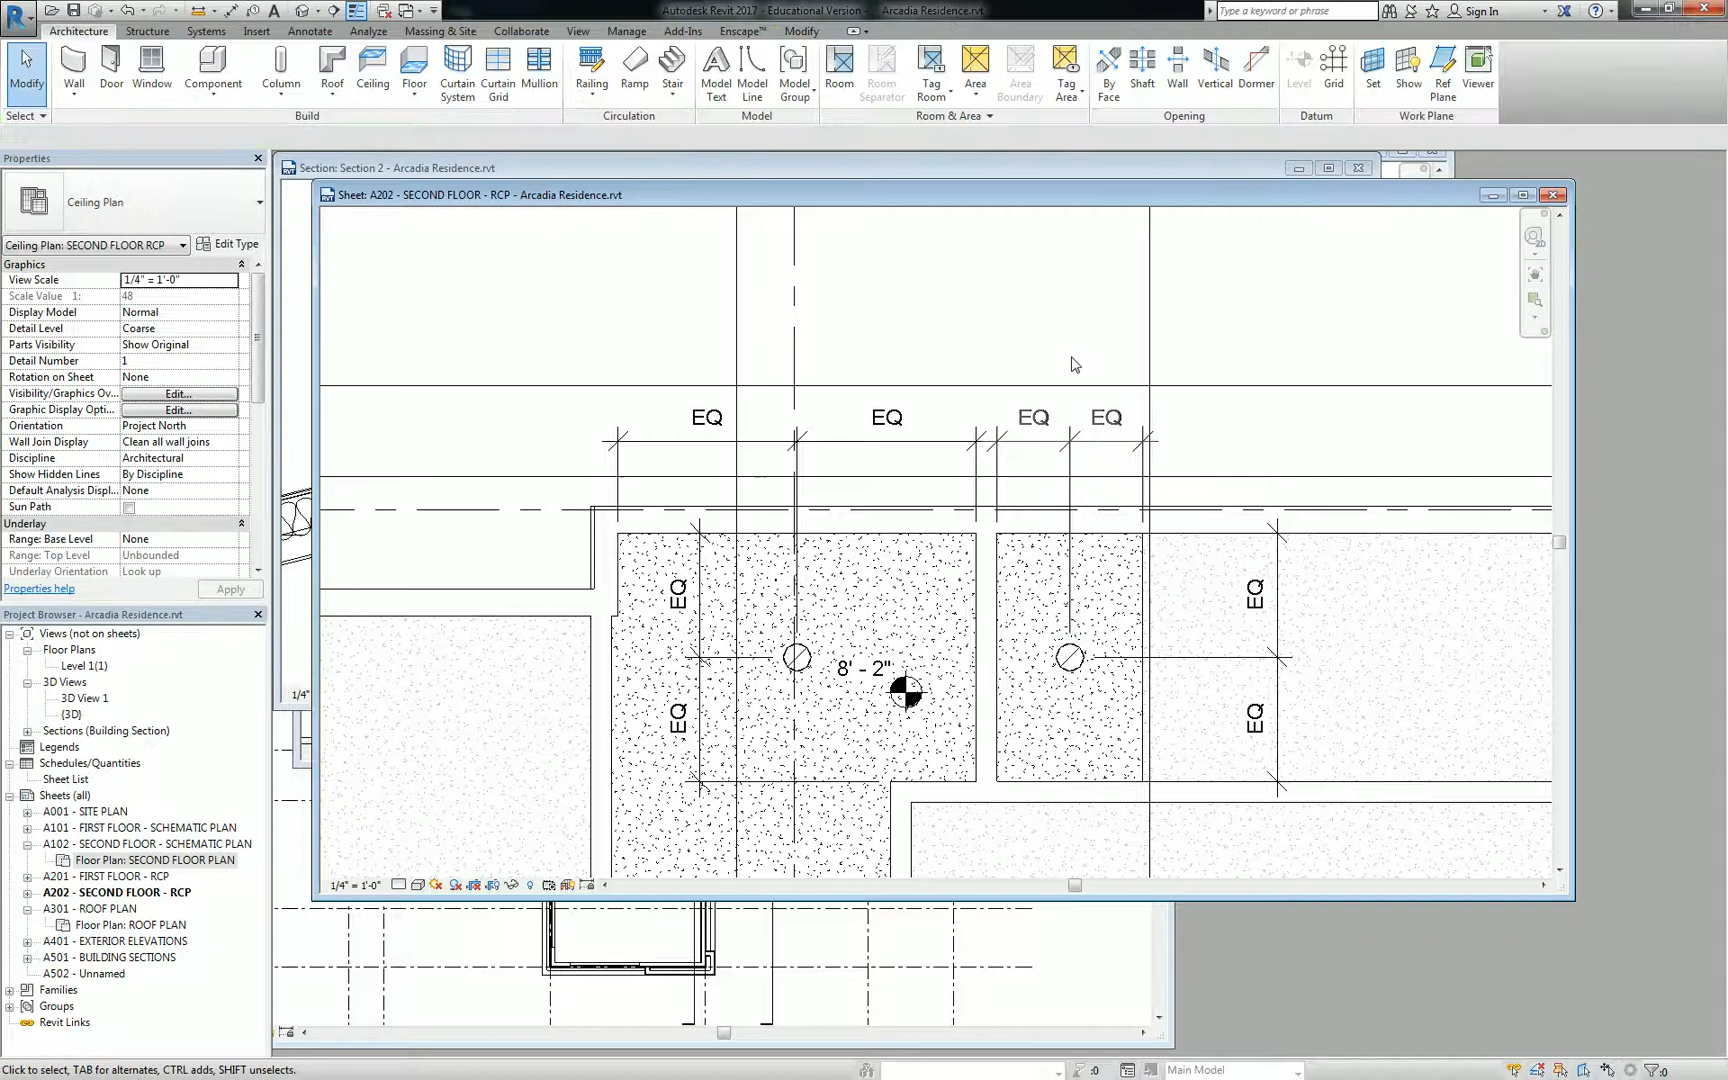 Autodesk Revit 2017 - Educational Version - Arcadia Residence.rvt
Type a keyword or phrase
Sign In
Architecture Structure Systems Insert Annotate Analyze Massing & Site Collaborate View Manage Add-Ins Enscape™ Modify
Modify Wall Door Window Component Column Roof Ceiling Floor Curtain System Curtain Grid Mullion Railing Ramp Stair Model Text Model Line Model Group Room Room Separator Tag Room Area Area Boundary Tag Area By Face Shaft Wall Vertical Dormer Level Grid Set Show Ref Plane Viewer
Select Build Circulation Model Room & Area Opening Datum Work Plane
Properties
Ceiling Plan
Ceiling Plan: SECOND FLOOR RCP Edit Type
Graphics
View Scale 1/4" = 1'-0"
Scale Value 1: 48
Display Model Normal
Detail Level Coarse
Parts Visibility Show Original
Detail Number 1
Rotation on Sheet None
Visibility/Graphics Ov... Edit...
Graphic Display Opti... Edit...
Orientation Project North
Wall Join Display Clean all wall joins
Discipline Architectural
Show Hidden Lines By Discipline
Default Analysis Displ... None
Sun Path
Underlay
Range: Base Level None
Range: Top Level Unbounded
Underlay Orientation Look up
Properties help Apply
Project Browser - Arcadia Residence.rvt
Views (not on sheets)
Floor Plans
Level 1(1)
3D Views
3D View 1
{3D}
Sections (Building Section)
Legends
Schedules/Quantities
Sheet List
Sheets (all)
A001 - SITE PLAN
A101 - FIRST FLOOR - SCHEMATIC PLAN
A102 - SECOND FLOOR - SCHEMATIC PLAN
Floor Plan: SECOND FLOOR PLAN
A201 - FIRST FLOOR - RCP
A202 - SECOND FLOOR - RCP
A301 - ROOF PLAN
Floor Plan: ROOF PLAN
A401 - EXTERIOR ELEVATIONS
A501 - BUILDING SECTIONS
A502 - Unnamed
Families
Groups
Revit Links
Section: Section 2 - Arcadia Residence.rvt
Sheet: A202 - SECOND FLOOR - RCP - Arcadia Residence.rvt
EQ EQ EQ EQ
EQ EQ
8' - 2"
EQ EQ
1/4"
1/4" = 1'-0"
Click to select, TAB for alternates, CTRL adds, SHIFT unselects.
:0
Main Model
:0